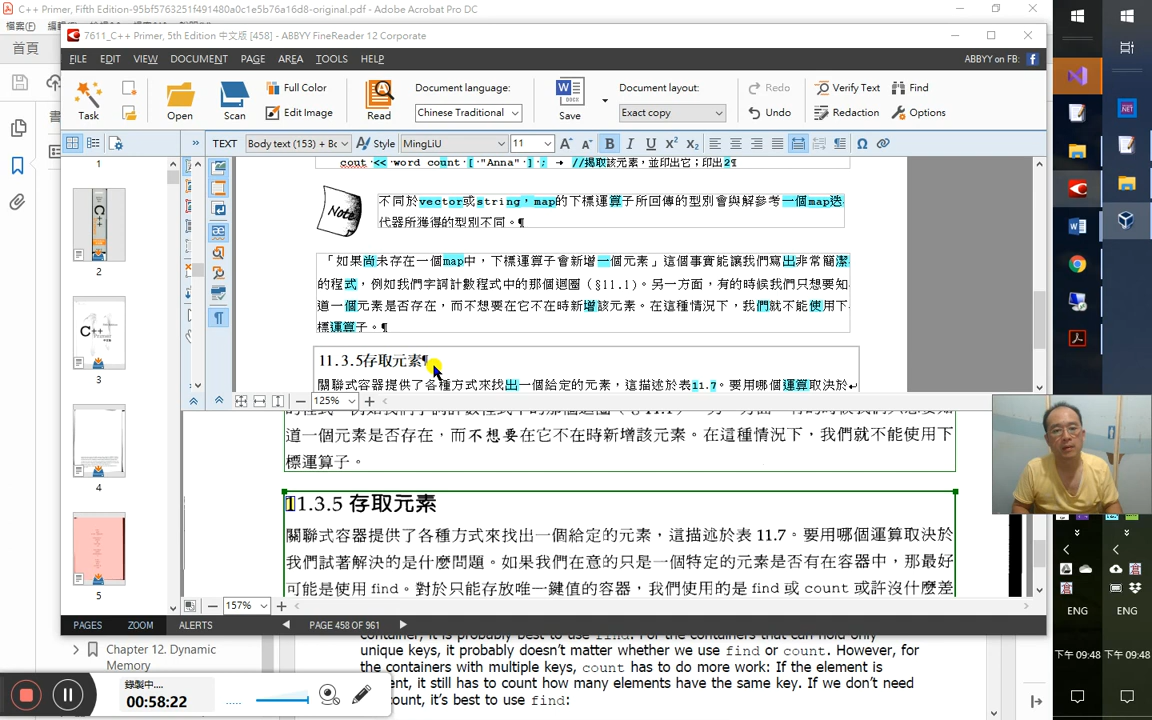 C++ Primer, Fifth Edition-95bf5763251f491480a0c1e5b76a16d8-original.pdf - Adobe Acrobat Pro DC
首頁
7611_C++ Primer, 5th Edition 中文版 [458] - ABBYY FineReader 12 Corporate
FILE EDIT VIEW DOCUMENT PAGE AREA TOOLS HELP
ABBYY on FB:
Task Open Scan Full Color Edit Image Read Document language: Chinese Traditional Save Document layout: Exact copy Redo Undo Verify Text Redaction Find Options
TEXT Body text (153) + Bc Style MingLiU 11
cout << word count [ "Anna" ] ; → //揭取該元素,並印出它;印出2¶
Note
不同於vector或string,map的下標運算子所回傳的型別會與解參考一個map迭
代器所獲得的型別不同。¶
「如果尚未存在一個map中,下標運算子會新增一個元素」這個事實能讓我們寫出非常簡潔
的程式,例如我們字詞計數程式中的那個迴圈(§11.1)。另一方面,有的時候我們只想要知
道一個元素是否存在,而不想要在它不在時新增該元素。在這種情況下,我們就不能使用下
標運算子。¶
11.3.5存取元素¶
關聯式容器提供了各種方式來找出一個給定的元素,這描述於表11.7。要用哪個運算取決於
125%
道一個元素是否存在,而不想要在它不在時新增該元素。在這種情況下,我們就不能使用下
標運算子。
11.3.5 存取元素
關聯式容器提供了各種方式來找出一個給定的元素,這描述於表 11.7。要用哪個運算取決於
我們試著解決的是什麼問題。如果我們在意的只是一個特定的元素是否有在容器中,那最好
可能是使用 find。對於只能存放唯一鍵值的容器,我們使用的是 find 或 count 或許沒什麼差
157%
1
2
3
4
5
PAGES ZOOM ALERTS PAGE 458 OF 961
Chapter 12. Dynamic
Memory
container, it is probably best to use find. For the containers that can hold only
unique keys, it probably doesn't matter whether we use find or count. However, for
the containers with multiple keys, count has to do more work: If the element is
ent, it still has to count how many elements have the same key. If we don't need
ount, it's best to use find:
錄製中....
00:58:22
ENG ENG
下午 09:48 下午 09:48